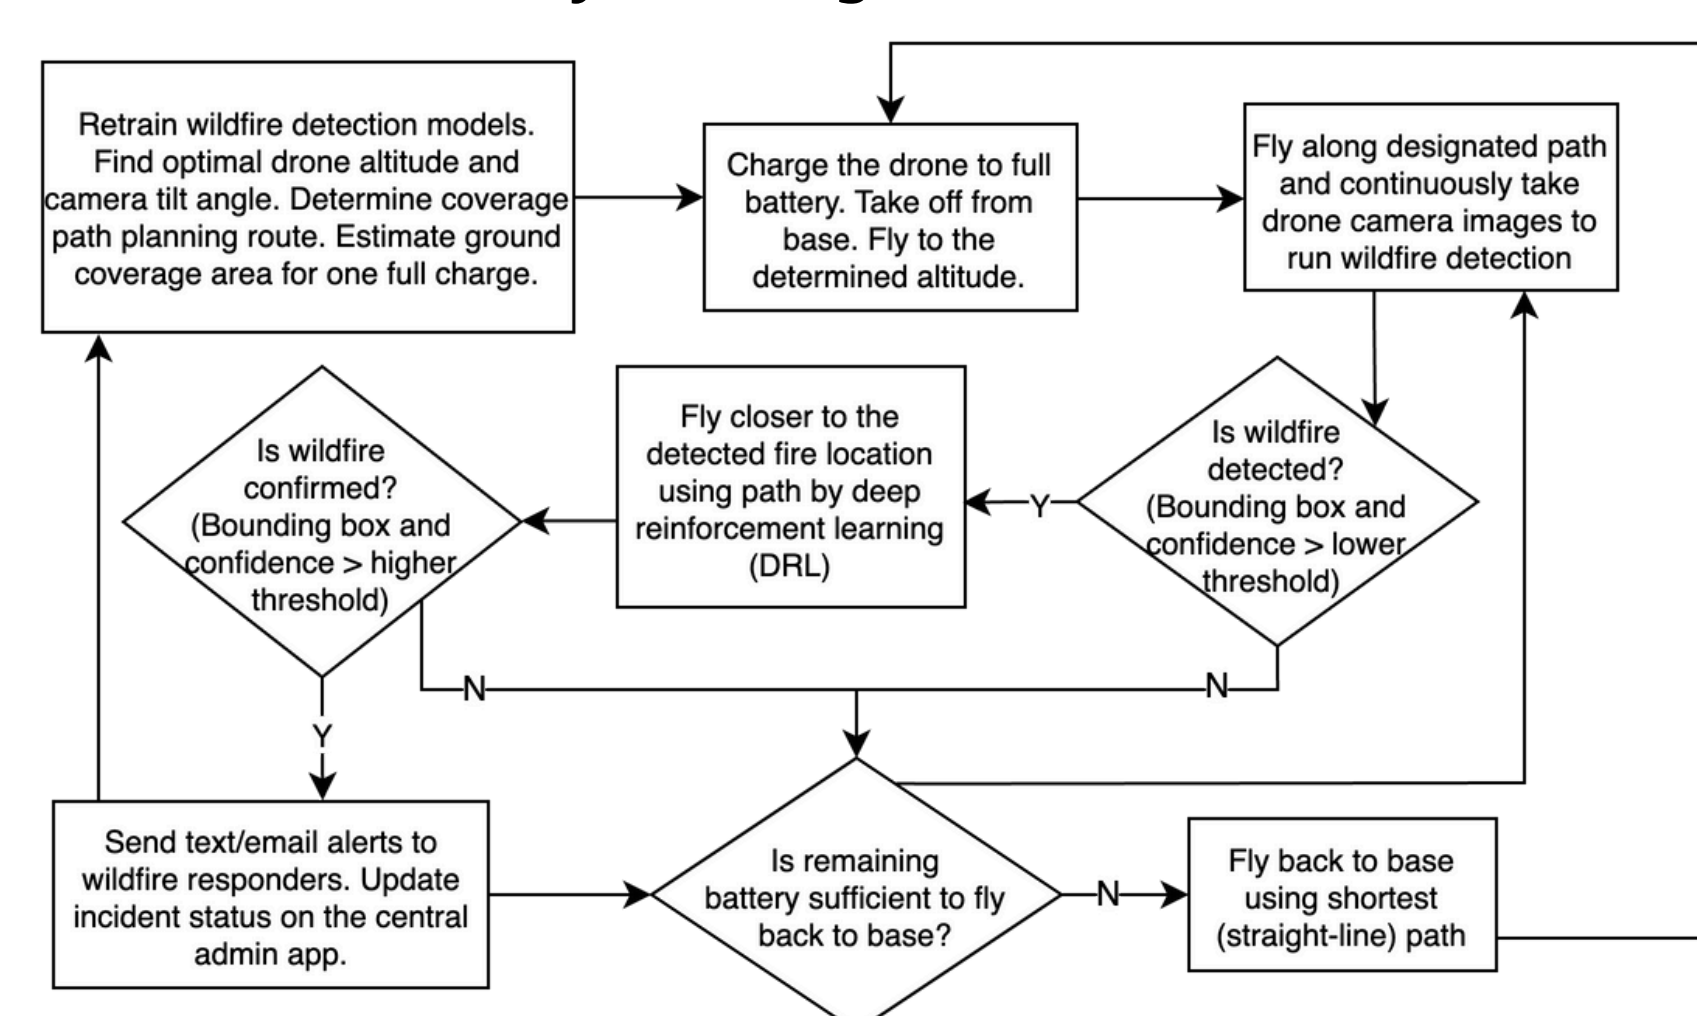 Retrain wildfire detection models.
Find optimal drone altitude and
camera tilt angle. Determine coverage
path planning route. Estimate ground
coverage area for one full charge.
Charge the drone to full
battery. Take off from
base. Fly to the
determined altitude.
Fly along designated path
and continuously take
drone camera images to
run wildfire detection
Is wildfire
confirmed?
(Bounding box and
confidence > higher
threshold)
Fly closer to the
detected fire location
using path by deep
reinforcement learning
(DRL)
Y
Is wildfire
detected?
(Bounding box and
confidence > lower
threshold)
N
N
Y
Send text/email alerts to
wildfire responders. Update
incident status on the central
admin app.
Is remaining
battery sufficient to fly
back to base?
N
Fly back to base
using shortest
(straight-line) path